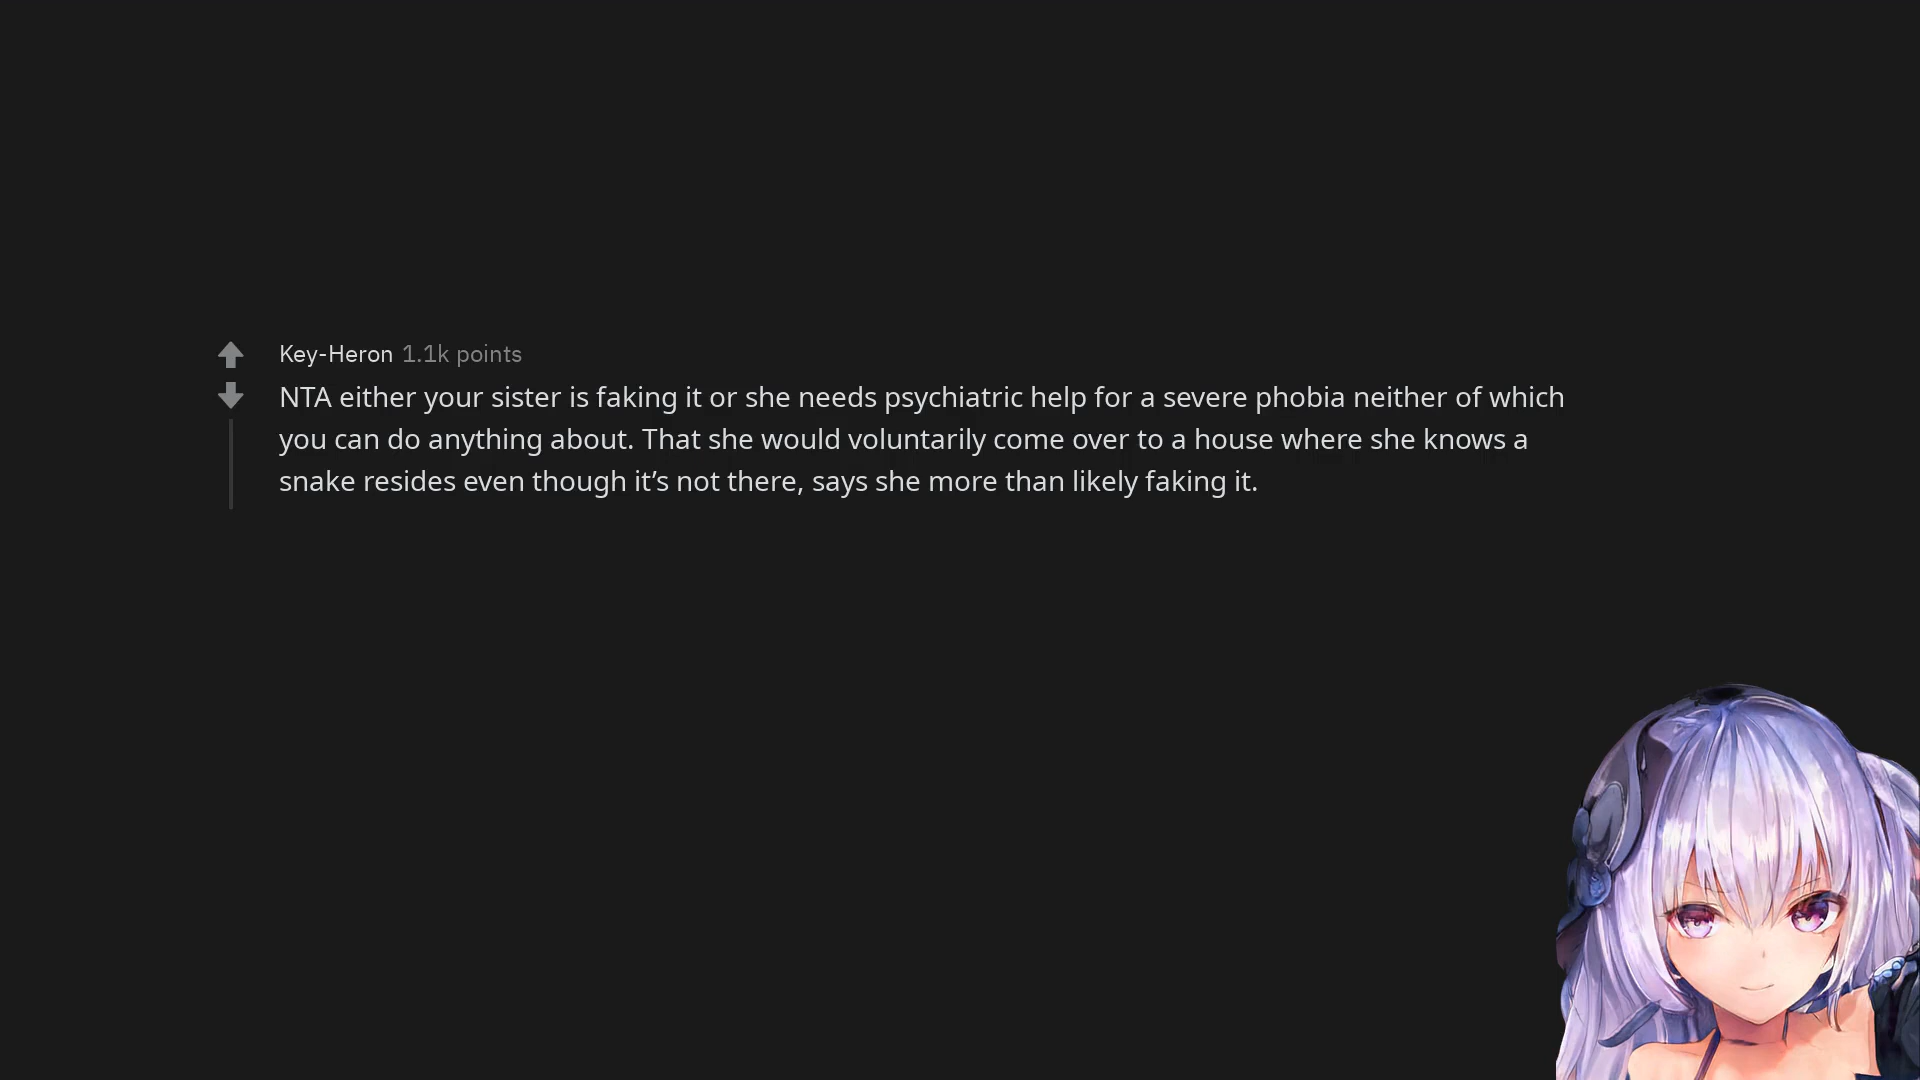 Key-Heron 1.1k points
NTA either your sister is faking it or she needs psychiatric help for a severe phobia neither of which
you can do anything about. That she would voluntarily come over to a house where she knows a
snake resides even though it’s not there, says she more than likely faking it.